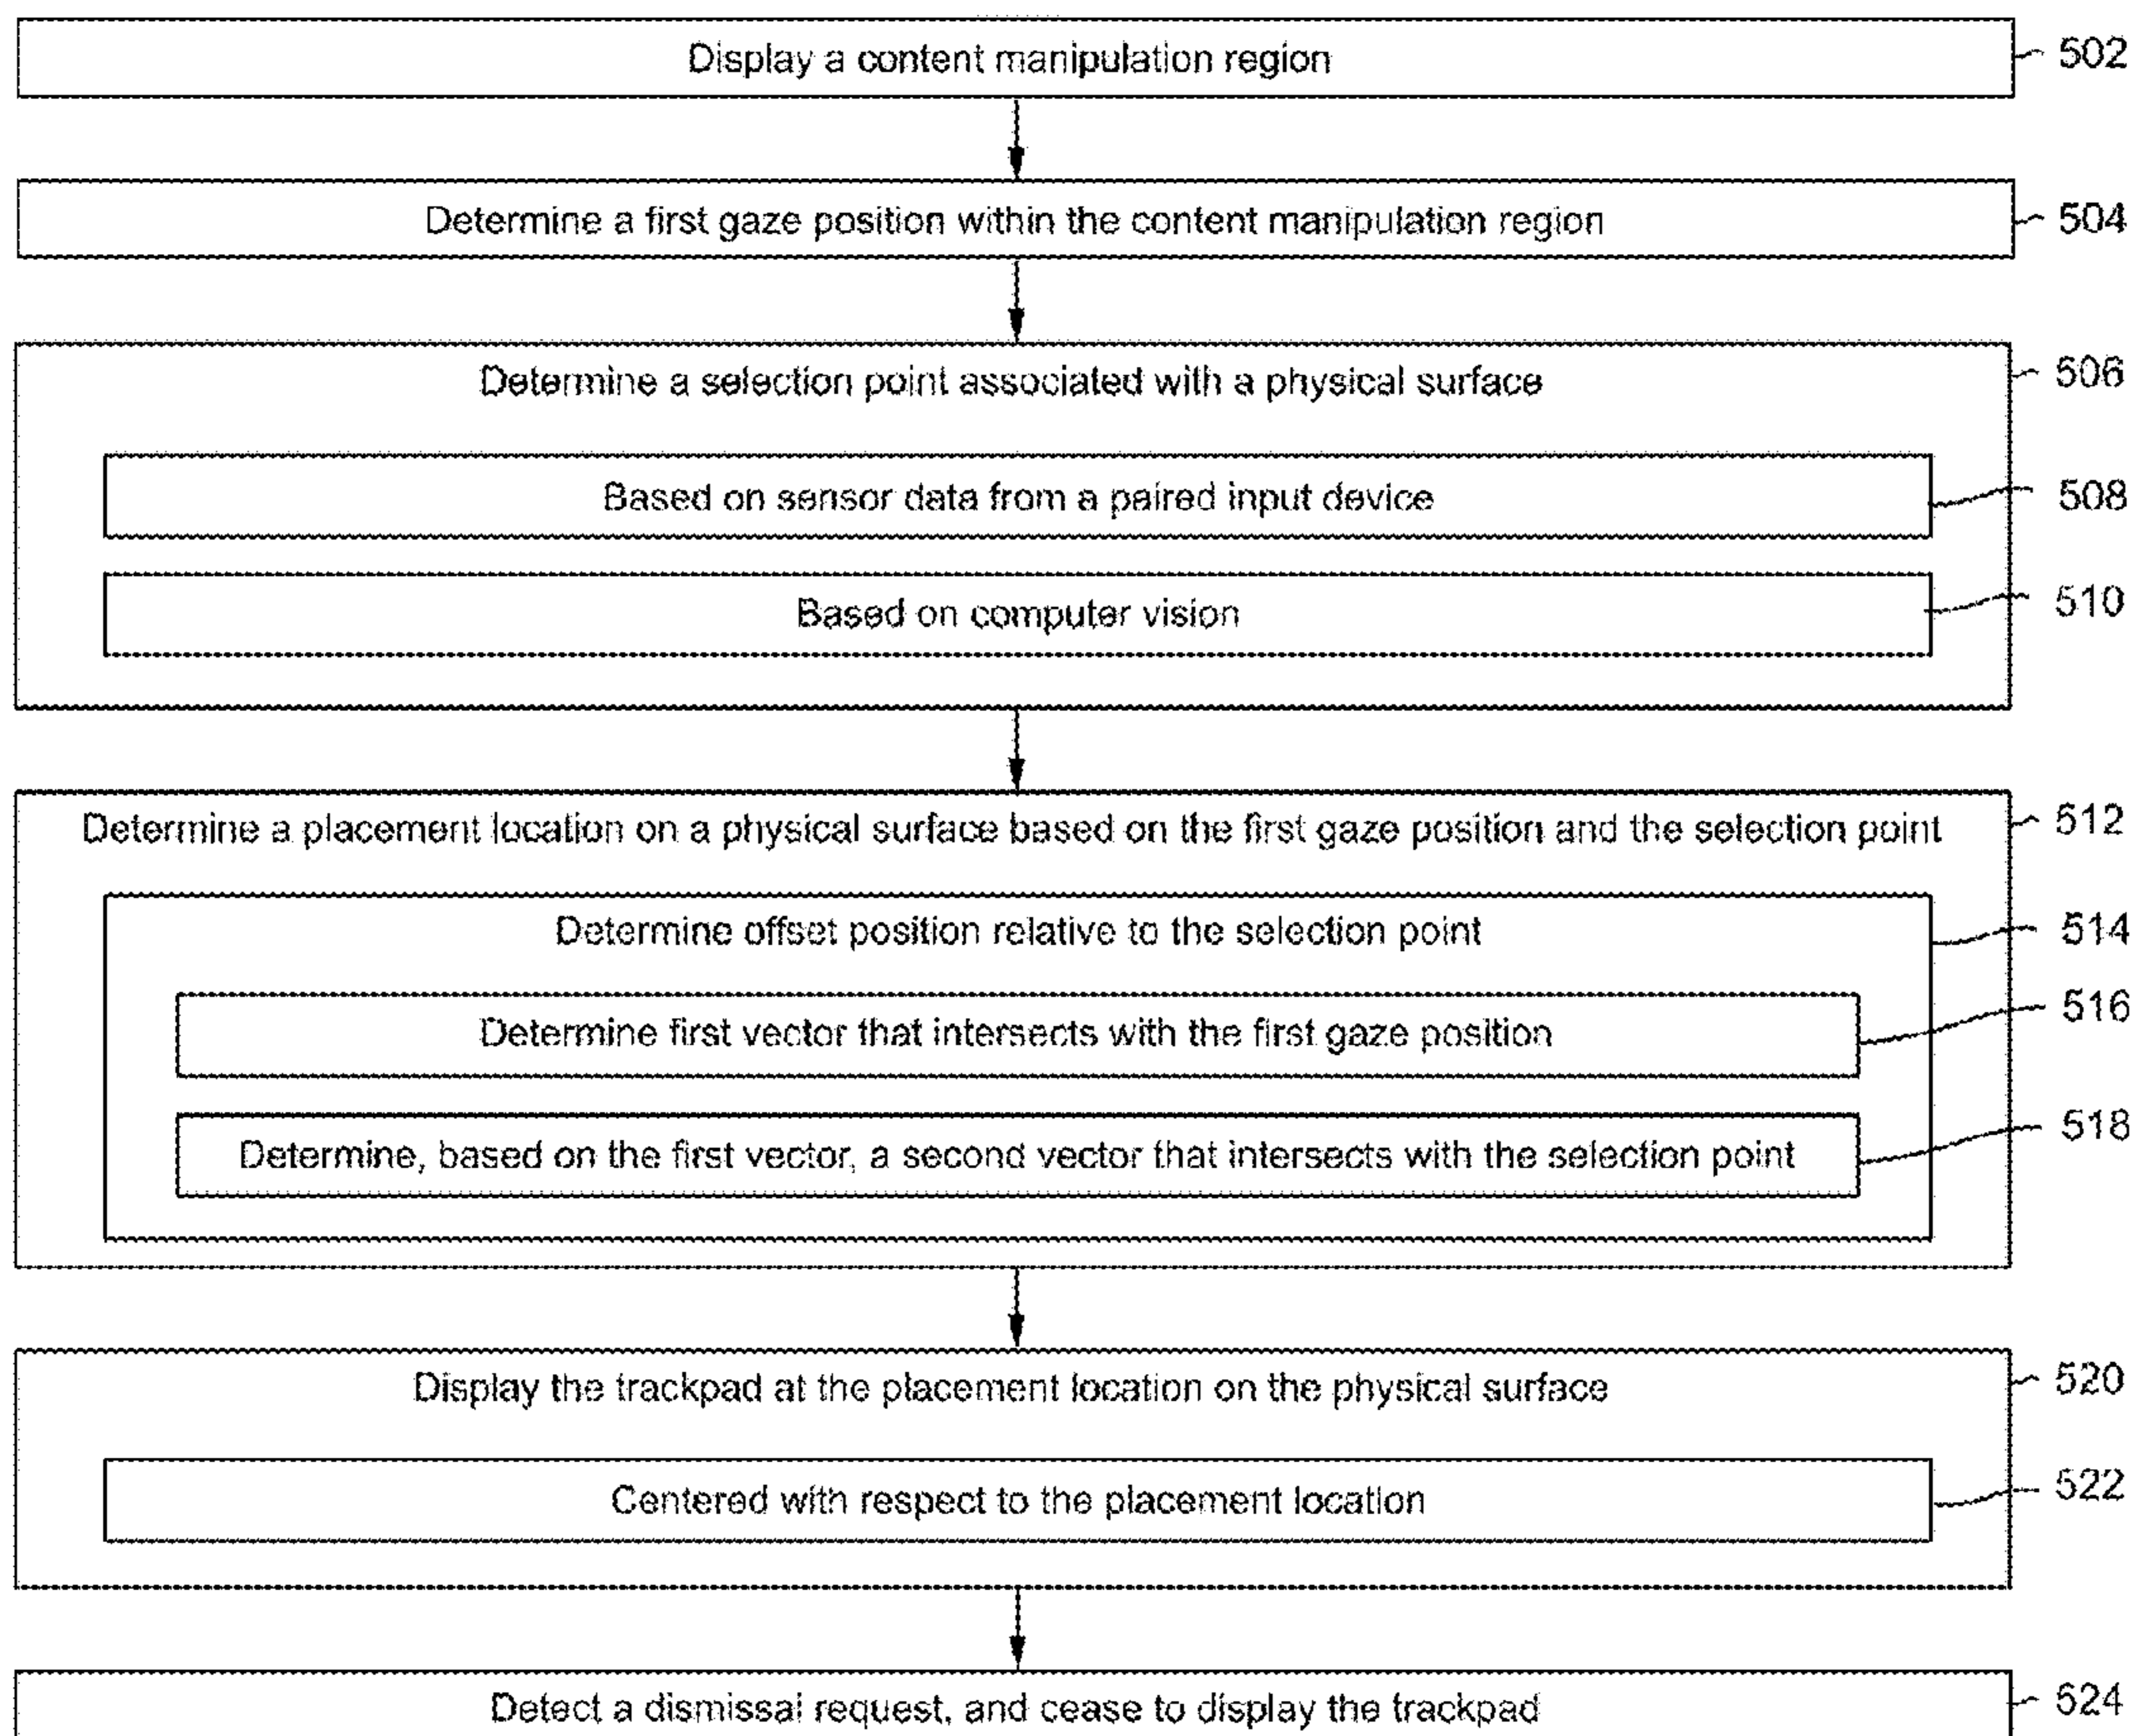 Display a content manipulation region 502
Determine a first gaze position within the content manipulation region 504
Determine a selection point associated with a physical surface 506
Based on sensor data from a paired input device 508
Based on computer vision 510
Determine a placement location on a physical surface based on the first gaze position and the selection point 512
Determine offset position relative to the selection point 514
Determine first vector that intersects with the first gaze position 516
Determine, based on the first vector, a second vector that intersects with the selection point 518
Display the trackpad at the placement location on the physical surface 520
Centered with respect to the placement location 522
Detect a dismissal request, and cease to display the trackpad 524